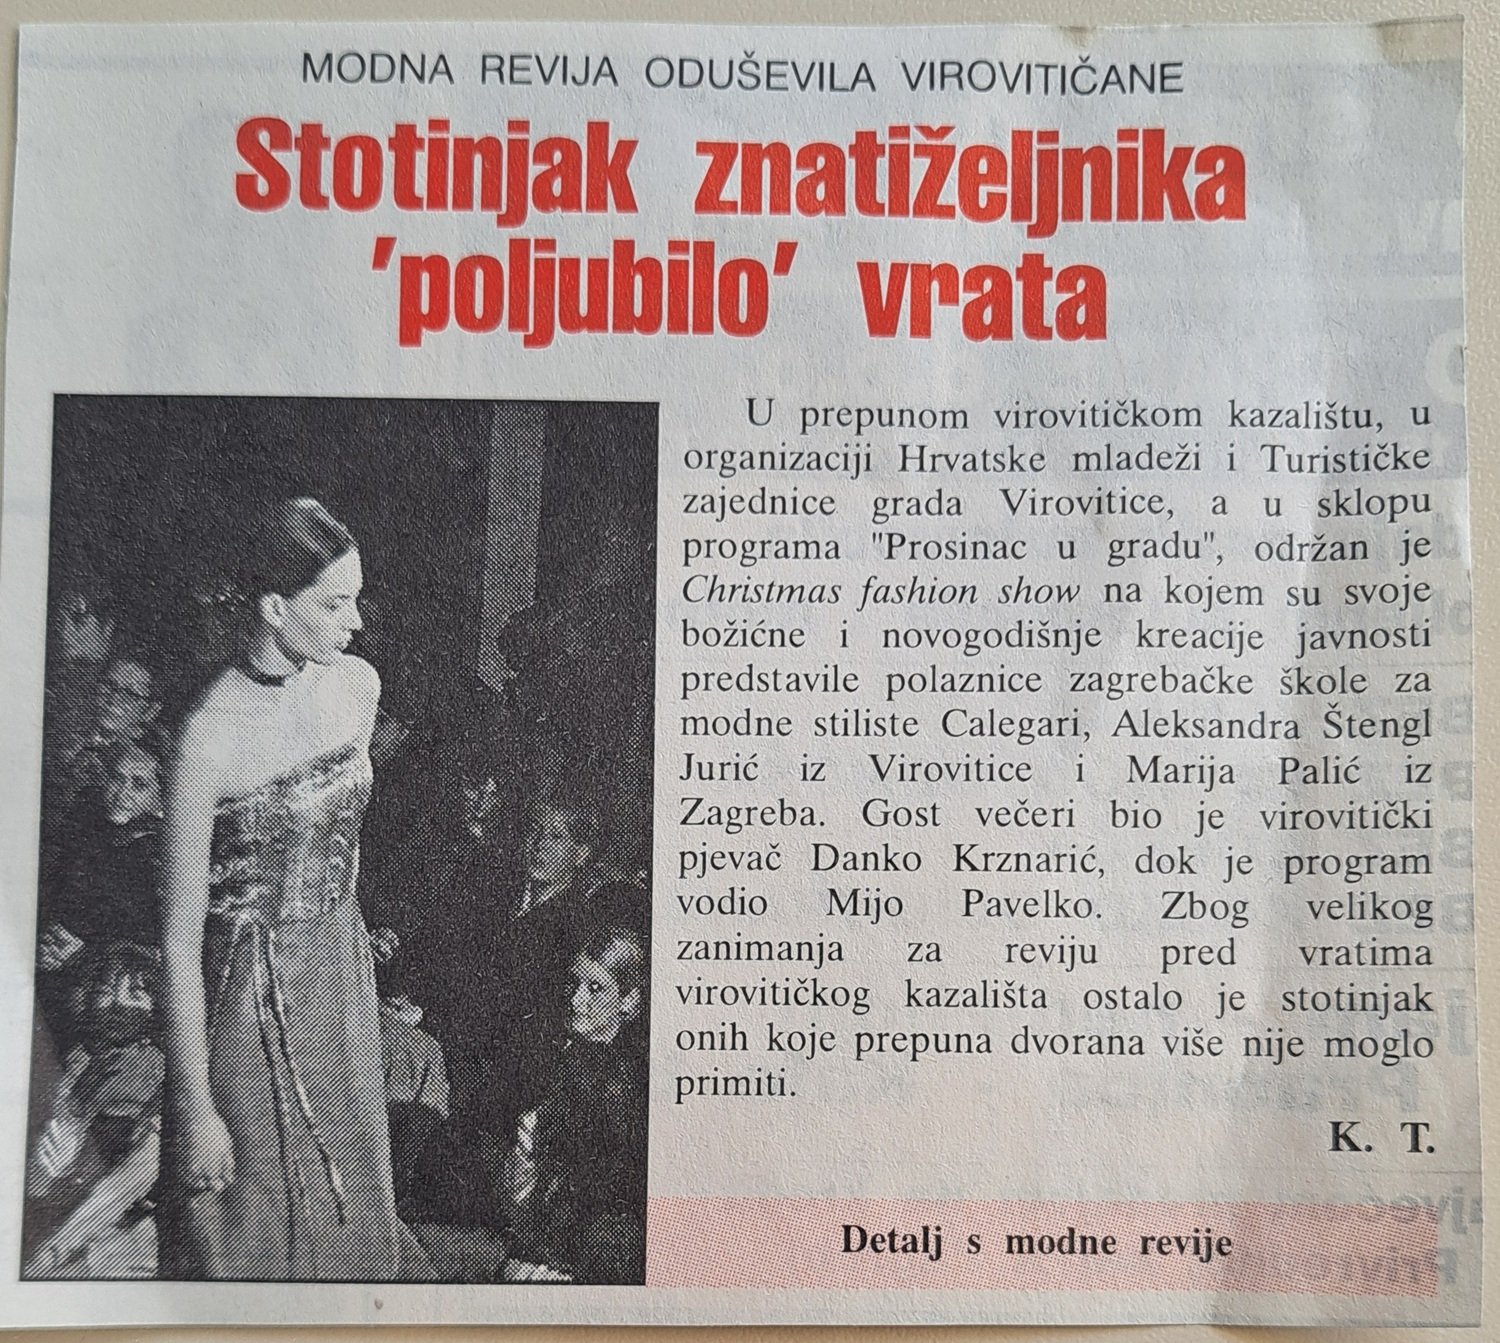 MODNA REVIJA ODUŠEVILA VIROVITIČANE
Stotinjak znatiželjnika
'poljubilo' vrata
U prepunom virovitičkom kazalištu, u
organizaciji Hrvatske mladeži i Turističke
zajednice grada Virovitice, a u sklopu
programa "Prosinac u gradu", održan je
Christmas fashion show na kojem su svoje
božićne i novogodišnje kreacije javnosti
predstavile polaznice zagrebačke škole za
modne stiliste Calegari, Aleksandra Štengl
Jurić iz Virovitice i Marija Palić iz
Zagreba. Gost večeri bio je virovitički
pjevač Danko Krznarić, dok je program
vodio Mijo Pavelko. Zbog velikog
zanimanja za reviju pred vratima
virovitičkog kazališta ostalo je stotinjak
onih koje prepuna dvorana više nije moglo
primiti.
K. T.
Detalj s modne revije